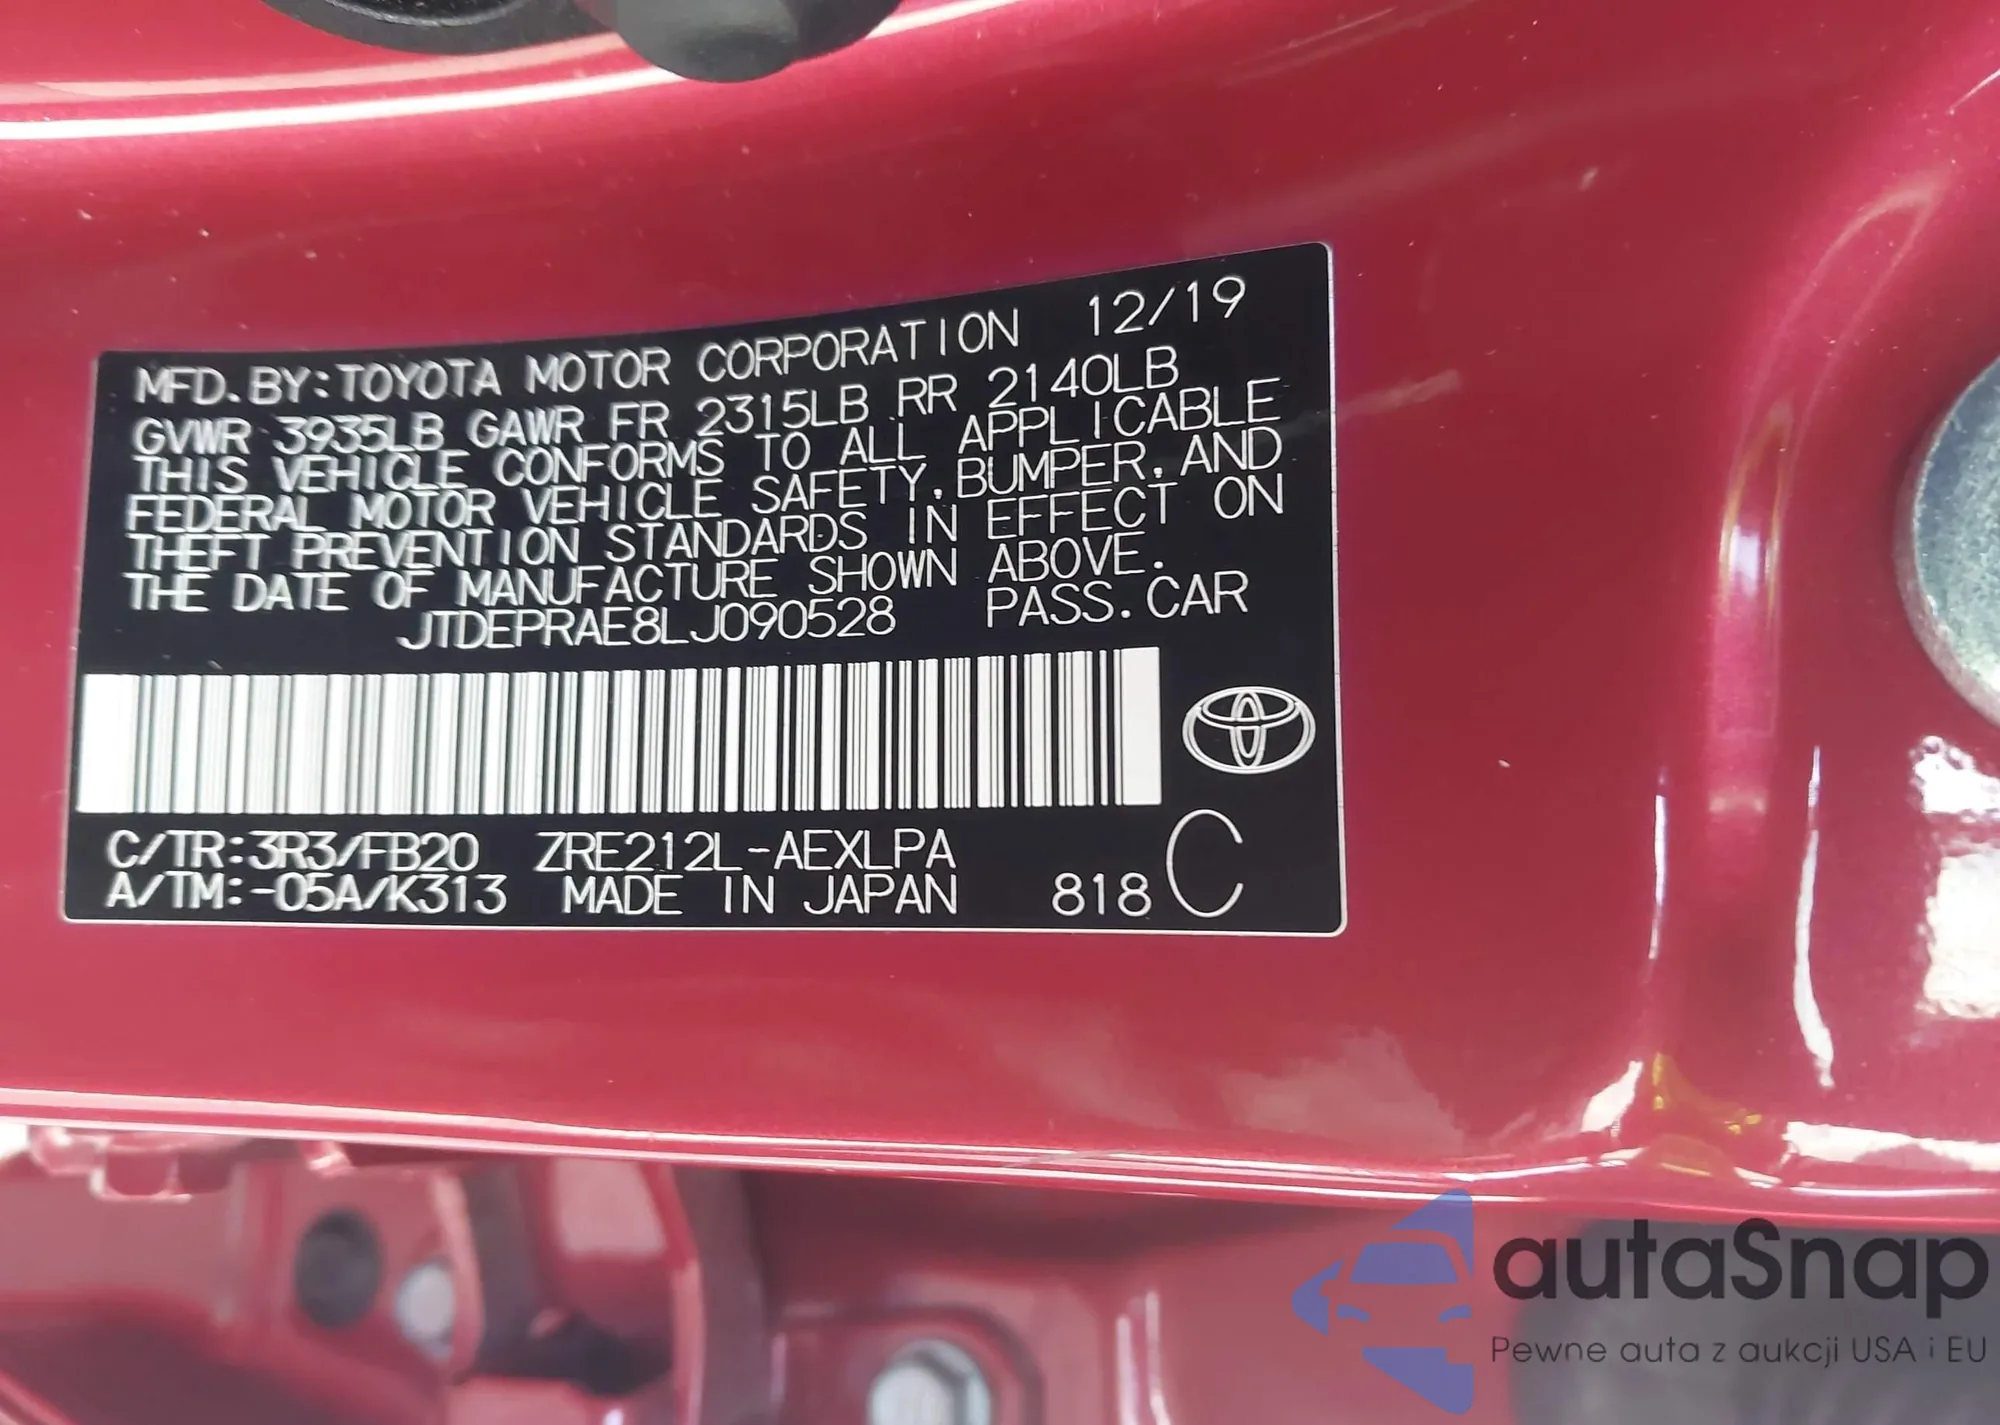 MFD.BY:TOYOTA MOTOR CORPORATION 12/19
GVWR 3935LB GAWR FR 2315LB RR 2140LB
THIS VEHICLE CONFORMS TO ALL APPLICABLE
FEDERAL MOTOR VEHICLE SAFETY, BUMPER, AND
THEFT PREVENTION STANDARDS IN EFFECT ON
THE DATE OF MANUFACTURE SHOWN ABOVE.
JTDEPRAE8LJ090528 PASS.CAR
C/TR:3R3/FB20 ZRE212L-AEXLPA
A/TM:-05A/K313 MADE IN JAPAN 818 C
autaSnap
Pewne auta z aukcji USA i EU